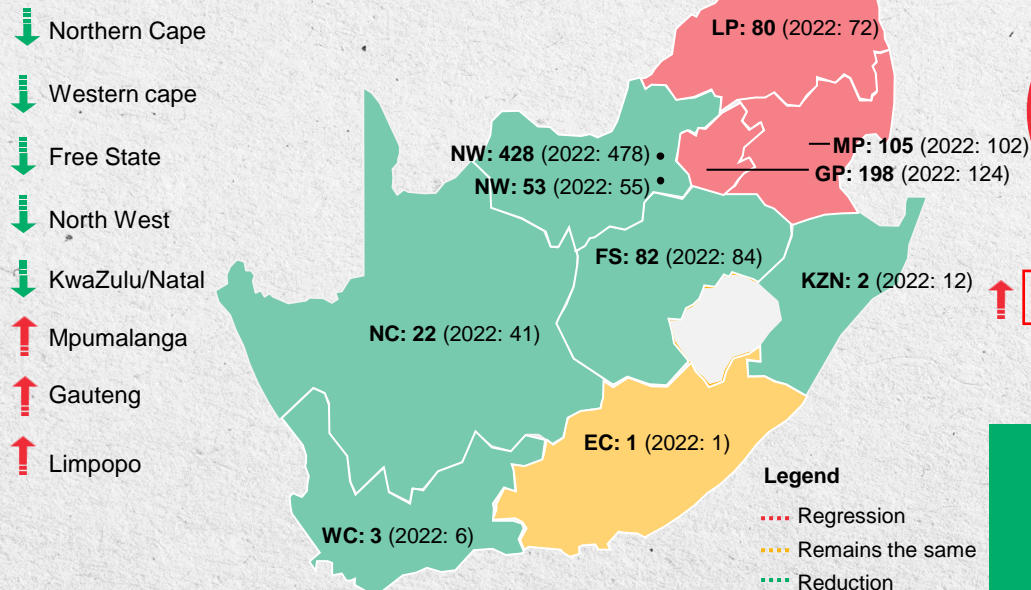 Northern Cape
Western cape
Free State
North West
KwaZulu/Natal
Mpumalanga
Gauteng
Limpopo
LP: 80 (2022: 72)
MP: 105 (2022: 102)
GP: 198 (2022: 124)
NW: 428 (2022: 478)
NW: 53 (2022: 55)
FS: 82 (2022: 84)
KZN: 2 (2022: 12)
NC: 22 (2022: 41)
EC: 1 (2022: 1)
WC: 3 (2022: 6)
Legend
Regression
Remains the same
Reduction